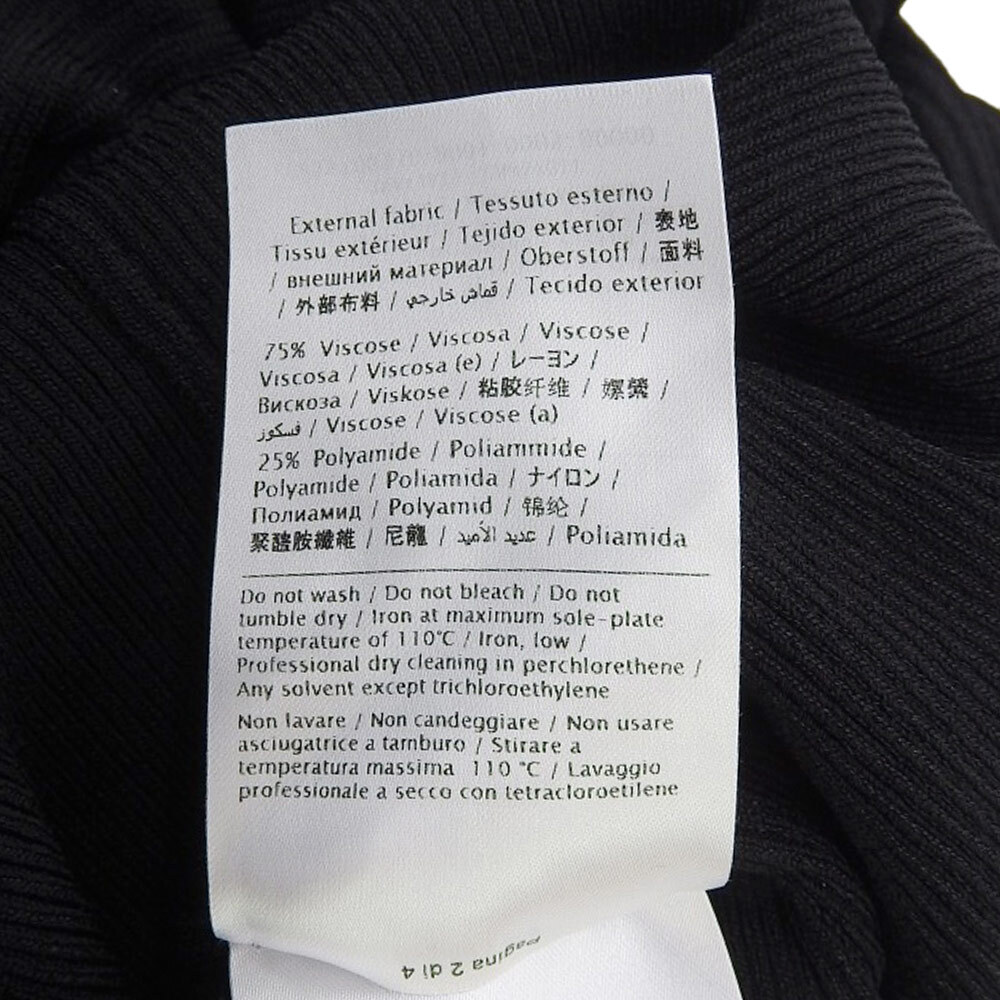 External fabric / Tessuto esterno /
Tissu extérieur / Tejido exterior / 表地
/ внешний материал / Oberstoff / 面料
/ 外部布料 / قماش خارجي / Tecido exterior
75% Viscose / Viscosa / Viscose /
Viscosa / Viscosa (e) / レーヨン /
Вискоза / Viskose / 粘胶纤维 / 嫘縈 /
فسكوز / Viscose / Viscose (a)
25% Polyamide / Poliammide /
Polyamide / Poliamida / ナイロン /
Полиамид / Polyamid / 锦纶 /
聚醯胺纖維 / 尼龍 / عديد الأميد / Poliamida
Do not wash / Do not bleach / Do not
tumble dry / Iron at maximum sole-plate
temperature of 110°C / Iron, low /
Professional dry cleaning in perchlorethene /
Any solvent except trichloroethylene
Non lavare / Non candeggiare / Non usare
asciugatrice a tamburo / Stirare a
temperatura massima 110 °C / Lavaggio
professionale a secco con tetracloroetilene
Pagina 2 di 4